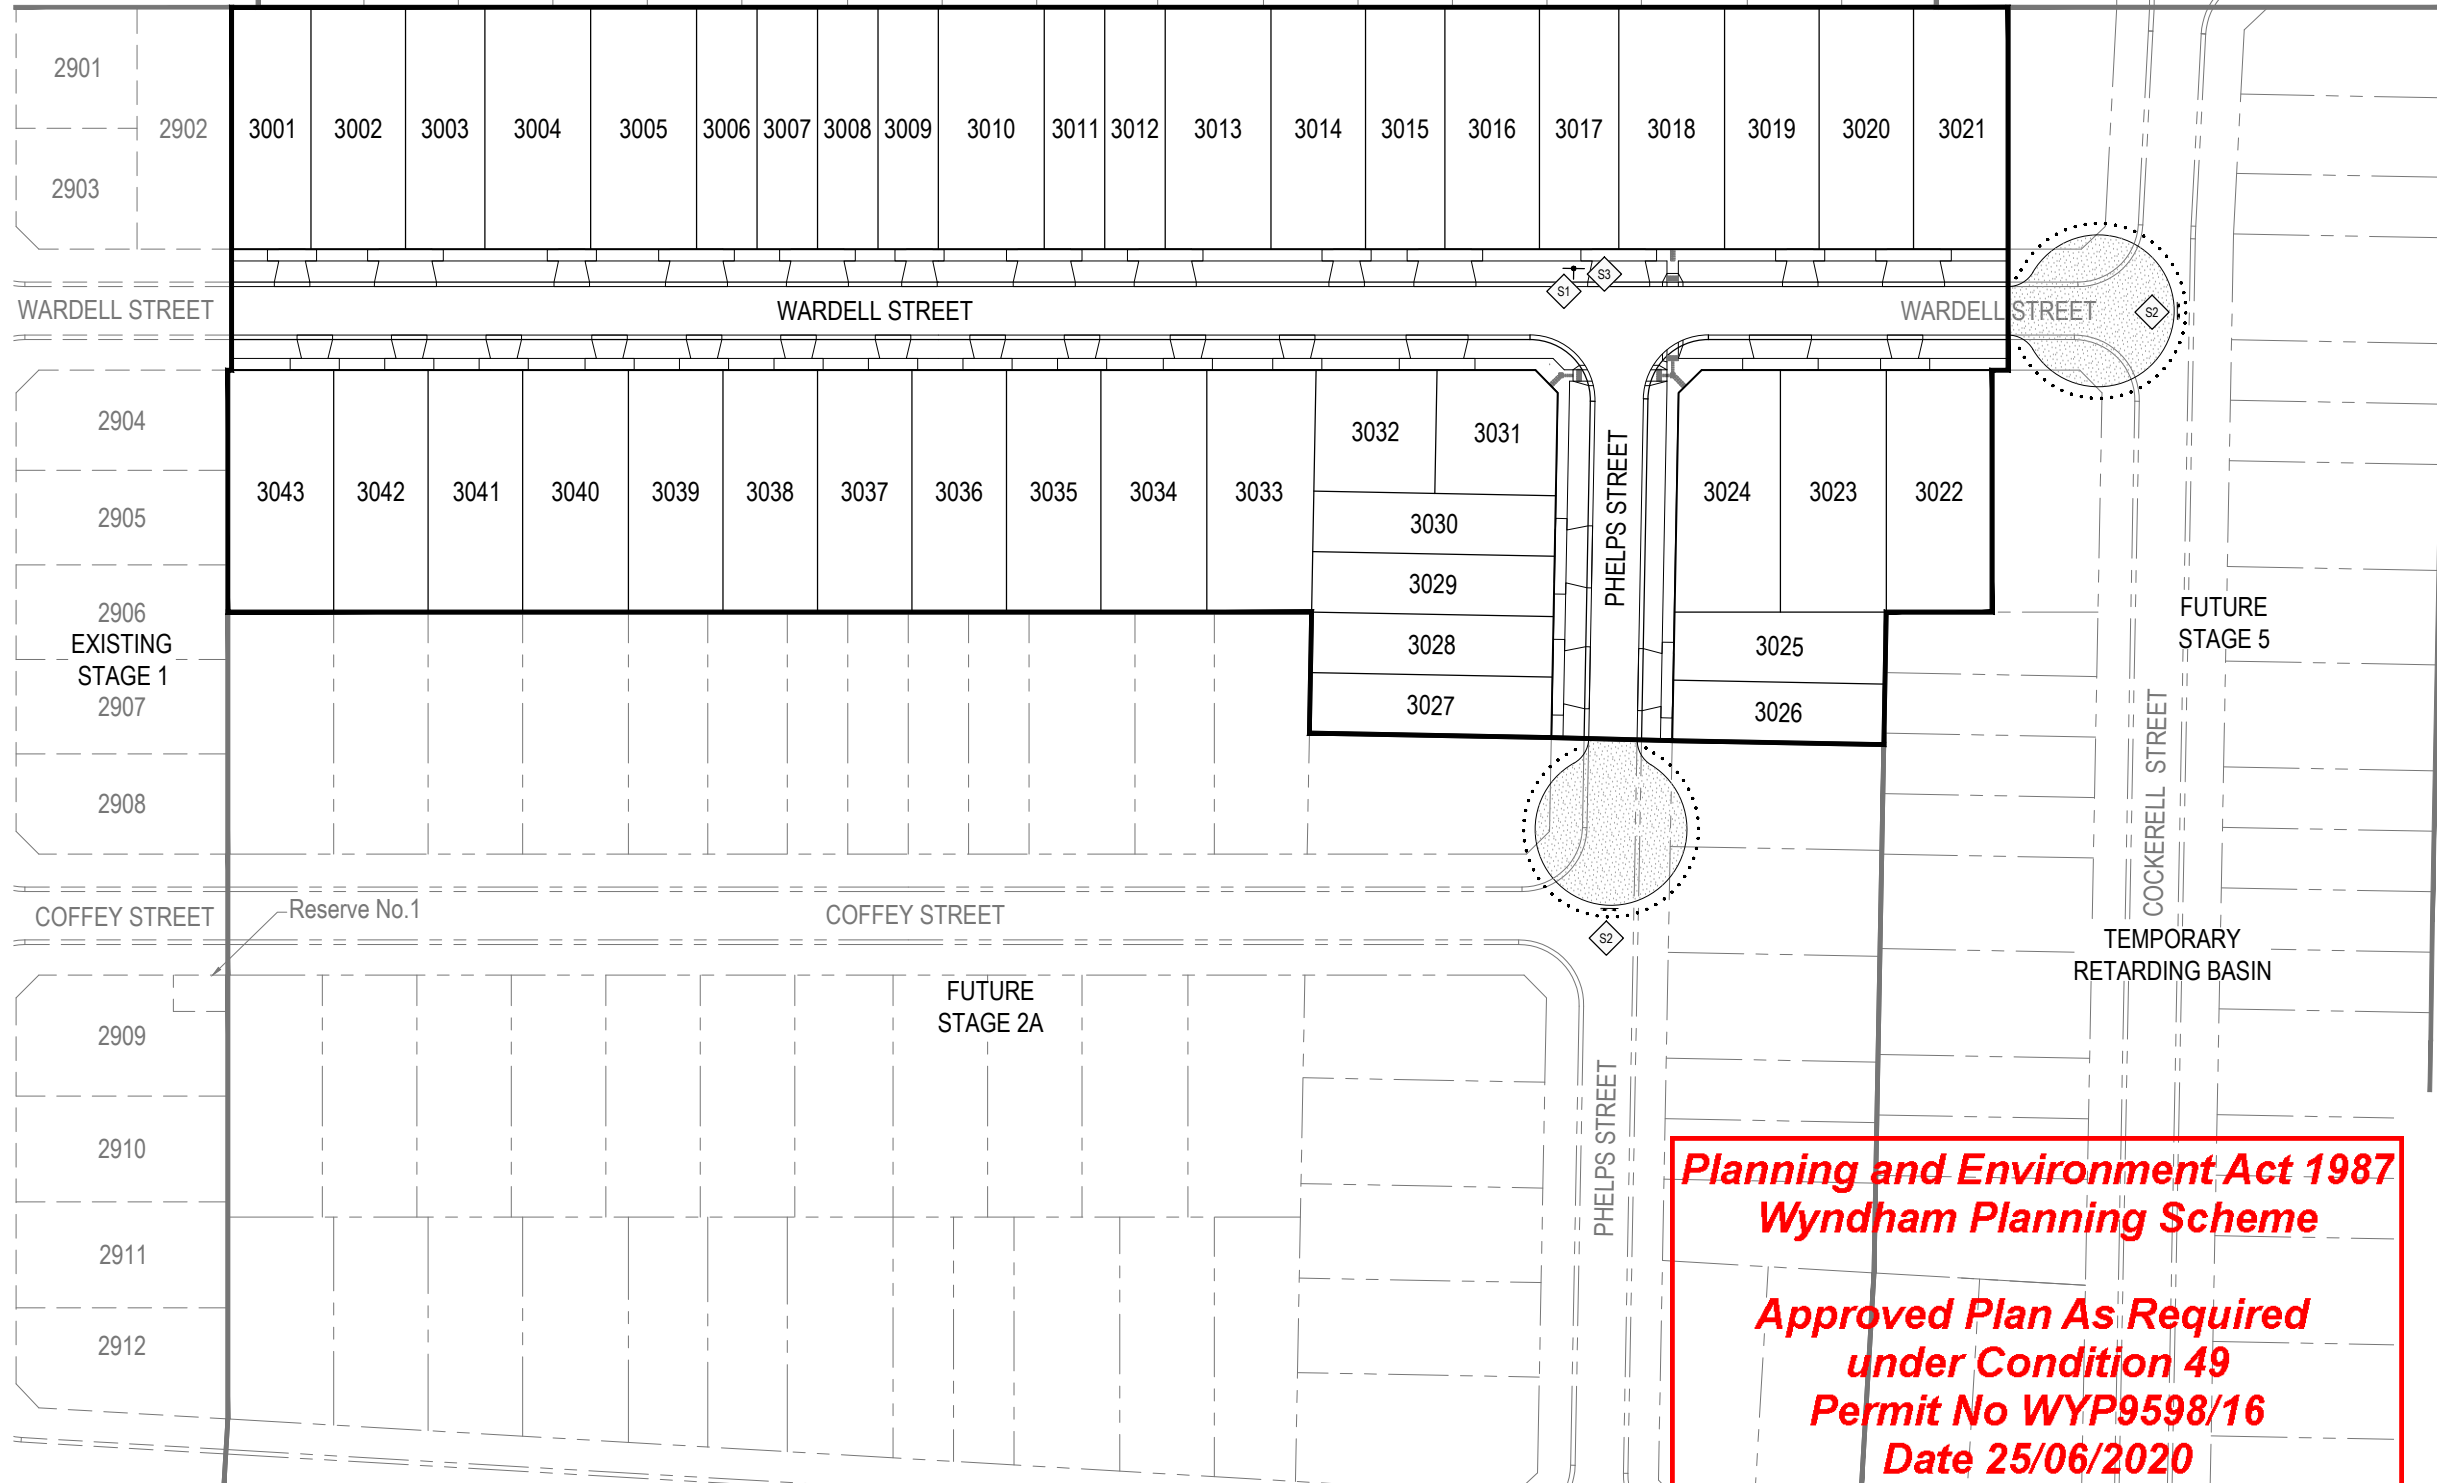 2901
2902
2903
3001 3002 3003 3004 3005 3006 3007 3008 3009 3010 3011 3012 3013 3014 3015 3016 3017 3018 3019 3020 3021
S1
S3
S2
WARDELL STREET
WARDELL STREET
WARDELL STREET
2904
2905
2906
EXISTING
STAGE 1
2907
2908
3043 3042 3041 3040 3039 3038 3037 3036 3035 3034 3033
3032 3031
3030
3029
3028
3027
PHELPS STREET
3024 3023 3022
3025
3026
FUTURE
STAGE 5
COCKERELL STREET
S2
COFFEY STREET
Reserve No.1
COFFEY STREET
FUTURE
STAGE 2A
TEMPORARY
RETARDING BASIN
2909
2910
2911
2912
PHELPS STREET
Planning and Environment Act 1987
Wyndham Planning Scheme
Approved Plan As Required
under Condition 49
Permit No WYP9598/16
Date 25/06/2020